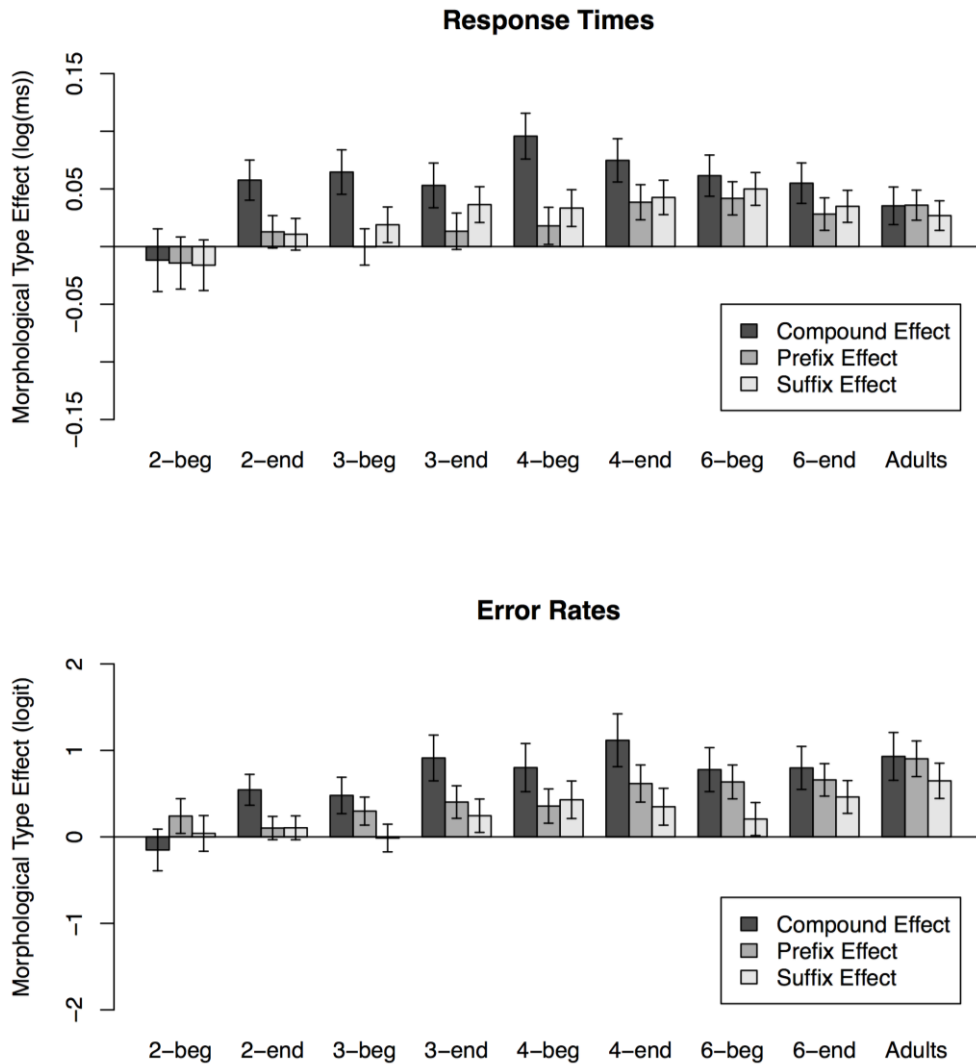 Response Times
Morphological Type Effect (log(ms))
0.15
0.05
−0.05
−0.15
Compound Effect
Prefix Effect
Suffix Effect
2−beg 2−end 3−beg 3−end 4−beg 4−end 6−beg 6−end Adults
Error Rates
Morphological Type Effect (logit)
2
1
0
−1
−2
Compound Effect
Prefix Effect
Suffix Effect
2−beg 2−end 3−beg 3−end 4−beg 4−end 6−beg 6−end Adults